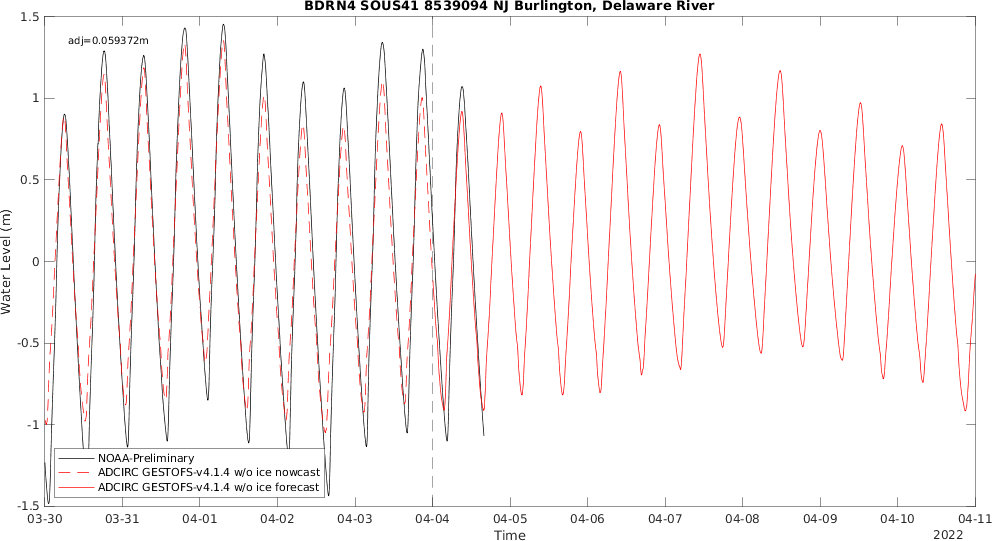 BDRN4 SOUS41 8539094 NJ Burlington, Delaware River
adj=0.059372m
Water Level (m)
1.5
1
0.5
0
-0.5
-1
-1.5
NOAA-Preliminary
ADCIRC GESTOFS-v4.1.4 w/o ice nowcast
ADCIRC GESTOFS-v4.1.4 w/o ice forecast
03-30 03-31 04-01 04-02 04-03 04-04 04-05 04-06 04-07 04-08 04-09 04-10 04-11
Time
2022